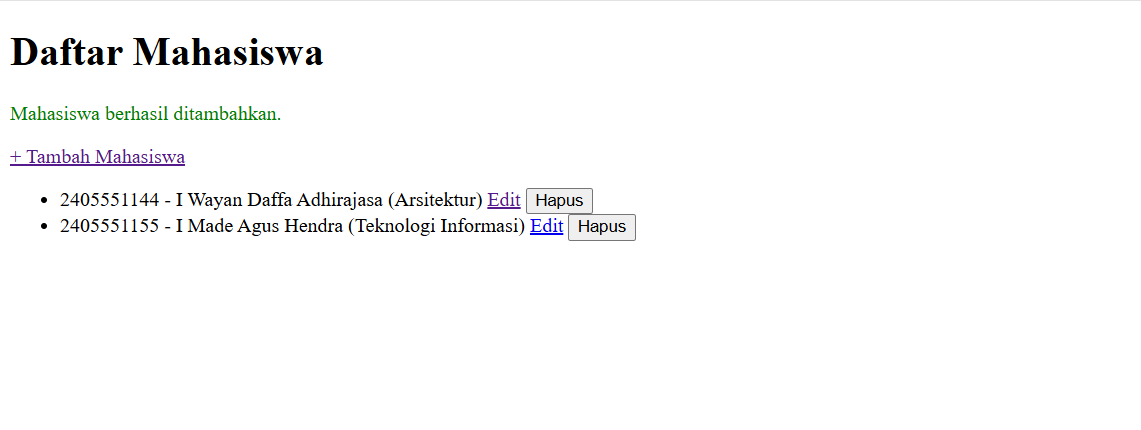 Daftar Mahasiswa
Mahasiswa berhasil ditambahkan.
+ Tambah Mahasiswa
2405551144 - I Wayan Daffa Adhirajasa (Arsitektur) Edit Hapus
2405551155 - I Made Agus Hendra (Teknologi Informasi) Edit Hapus